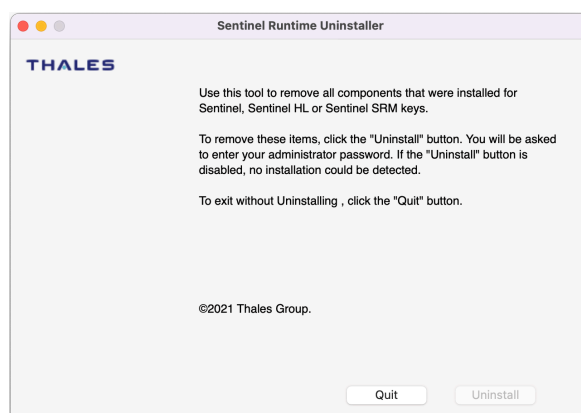 Sentinel Runtime Uninstaller
THALES
Use this tool to remove all components that were installed for
Sentinel, Sentinel HL or Sentinel SRM keys.
To remove these items, click the "Uninstall" button. You will be asked
to enter your administrator password. If the "Uninstall" button is
disabled, no installation could be detected.
To exit without Uninstalling , click the "Quit" button.
©2021 Thales Group.
Quit
Uninstall